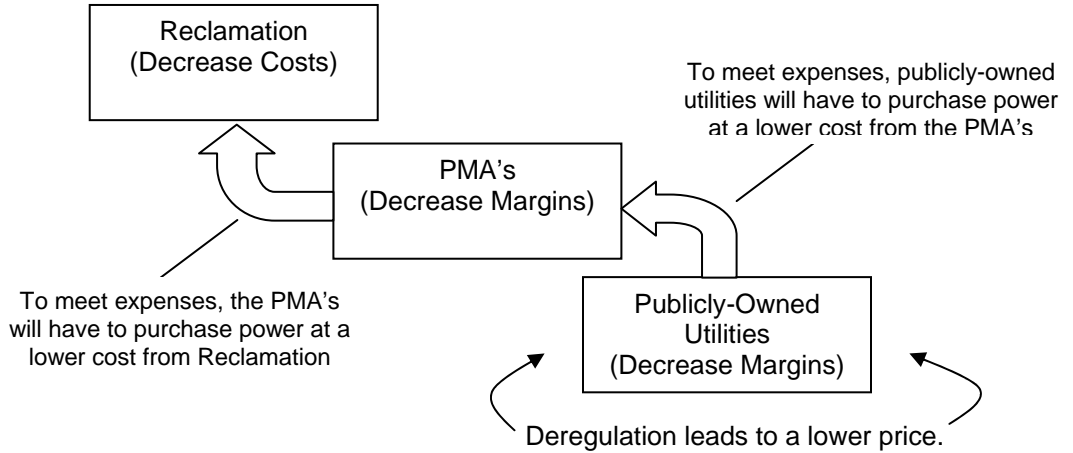 Reclamation
(Decrease Costs)
To meet expenses, publicly-owned
utilities will have to purchase power
at a lower cost from the PMA’s
PMA’s
(Decrease Margins)
To meet expenses, the PMA’s
will have to purchase power at a
lower cost from Reclamation
Publicly-Owned
Utilities
(Decrease Margins)
Deregulation leads to a lower price.